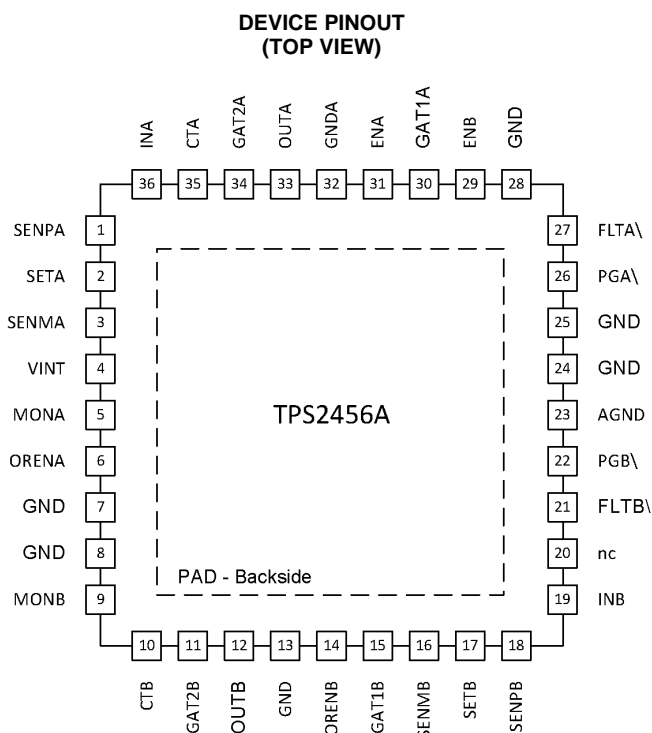 DEVICE PINOUT
(TOP VIEW)
INA CTA GAT2A OUTA GNDA ENA GAT1A ENB GND
36 35 34 33 32 31 30 29 28
SENPA 1 27 FLTA\
SETA 2 26 PGA\
SENMA 3 25 GND
VINT 4 24 GND
MONA 5 TPS2456A 23 AGND
ORENA 6 22 PGB\
GND 7 21 FLTB\
GND 8 20 nc
PAD - Backside
MONB 9 19 INB
10 11 12 13 14 15 16 17 18
CTB GAT2B OUTB GND ORENB GAT1B SENMB SETB SENPB